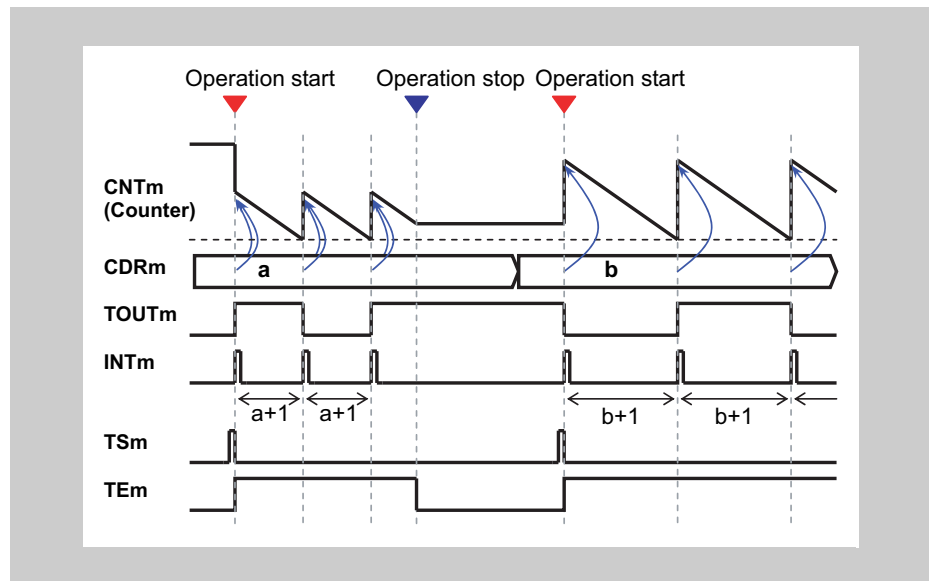 Operation start Operation stop Operation start
CNTm
(Counter)
CDRm a b
TOUTm
INTm
a+1 a+1 b+1 b+1
TSm
TEm